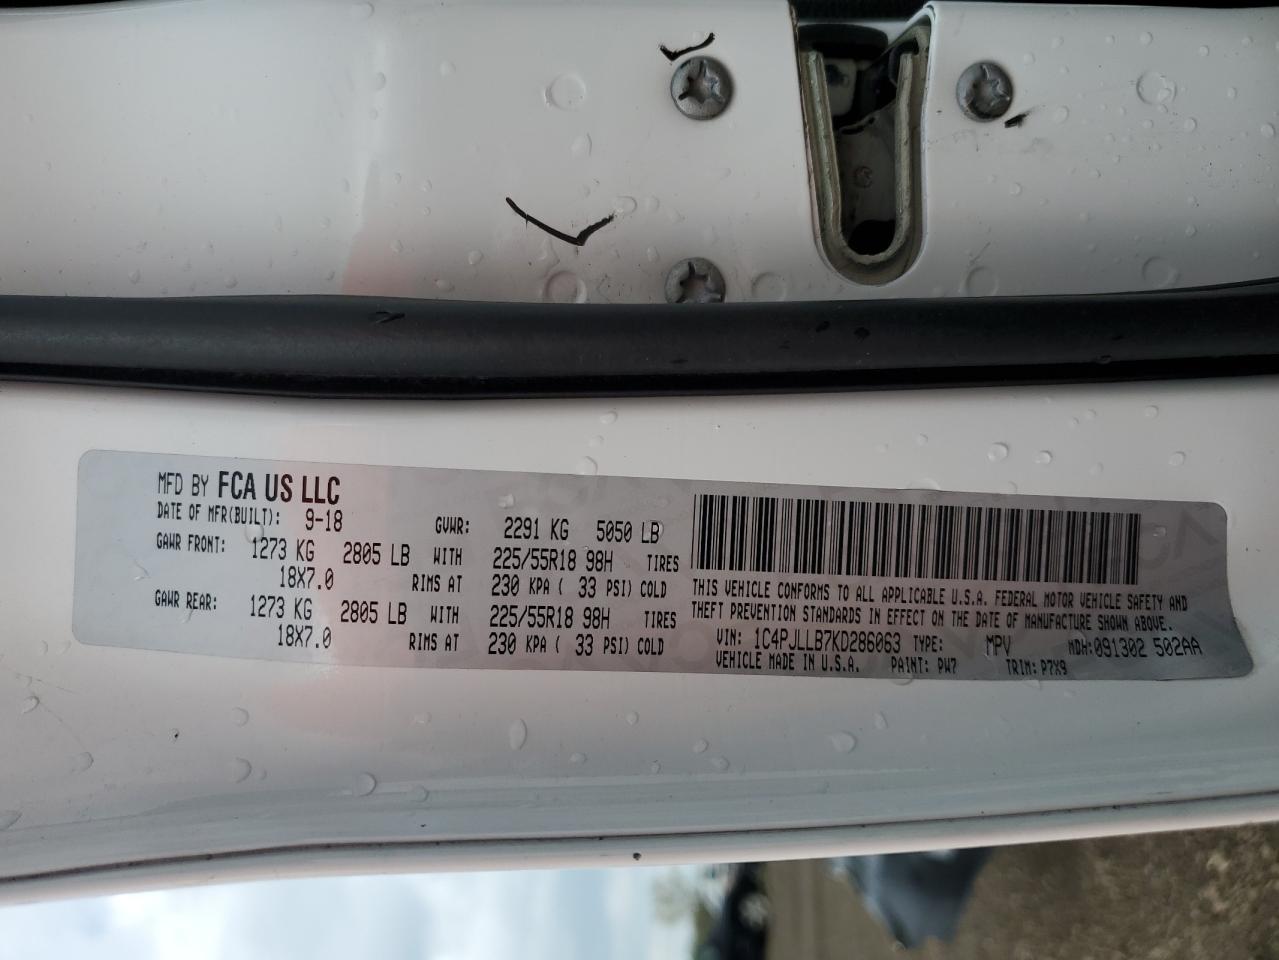 MFD BY FCA US LLC
DATE OF MFR(BUILT): 9-18 GVWR: 2291 KG 5050 LB
GAWR FRONT: 1273 KG 2805 LB WITH 225/55R18 98H TIRES
18X7.0 RIMS AT 230 KPA ( 33 PSI) COLD
GAWR REAR: 1273 KG 2805 LB WITH 225/55R18 98H TIRES
18X7.0 RIMS AT 230 KPA ( 33 PSI) COLD
THIS VEHICLE CONFORMS TO ALL APPLICABLE U.S.A. FEDERAL MOTOR VEHICLE SAFETY AND
THEFT PREVENTION STANDARDS IN EFFECT ON THE DATE OF MANUFACTURE SHOWN ABOVE.
VIN: 1C4PJLLB7KD286063 TYPE: MPV MDH:091302 502AA
VEHICLE MADE IN U.S.A. PAINT: PW7 TRIM: P7X9